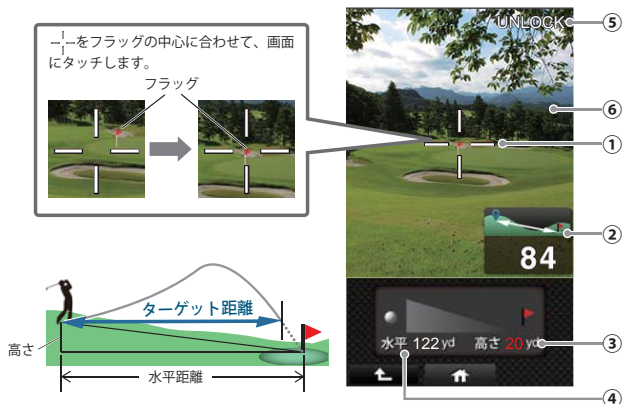 -¦-をフラッグの中心に合わせて、画面
にタッチします。
フラッグ
UNLOCK
⑤
⑥
①
②
84
ターゲット距離
高さ
水平距離
水平 122 yd 高さ 20 yd
③
④